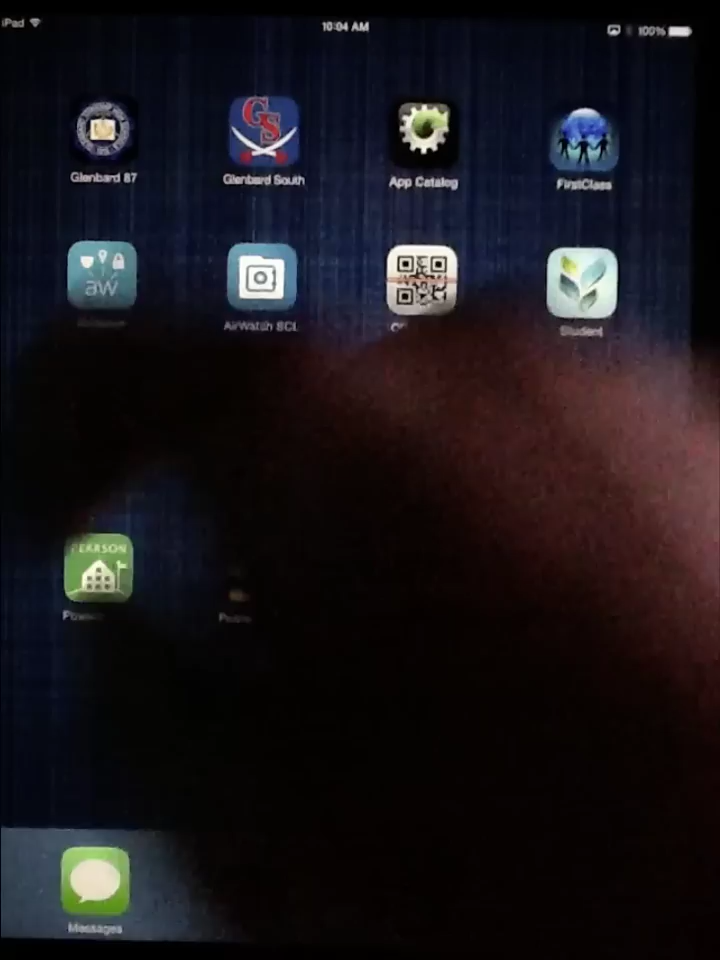 iPad 10:04 AM 100%
GS
Glenbard 87 Glenbard South App Catalog FirstClass
aw
AirWatch SCL Student
PEARSON
Messages